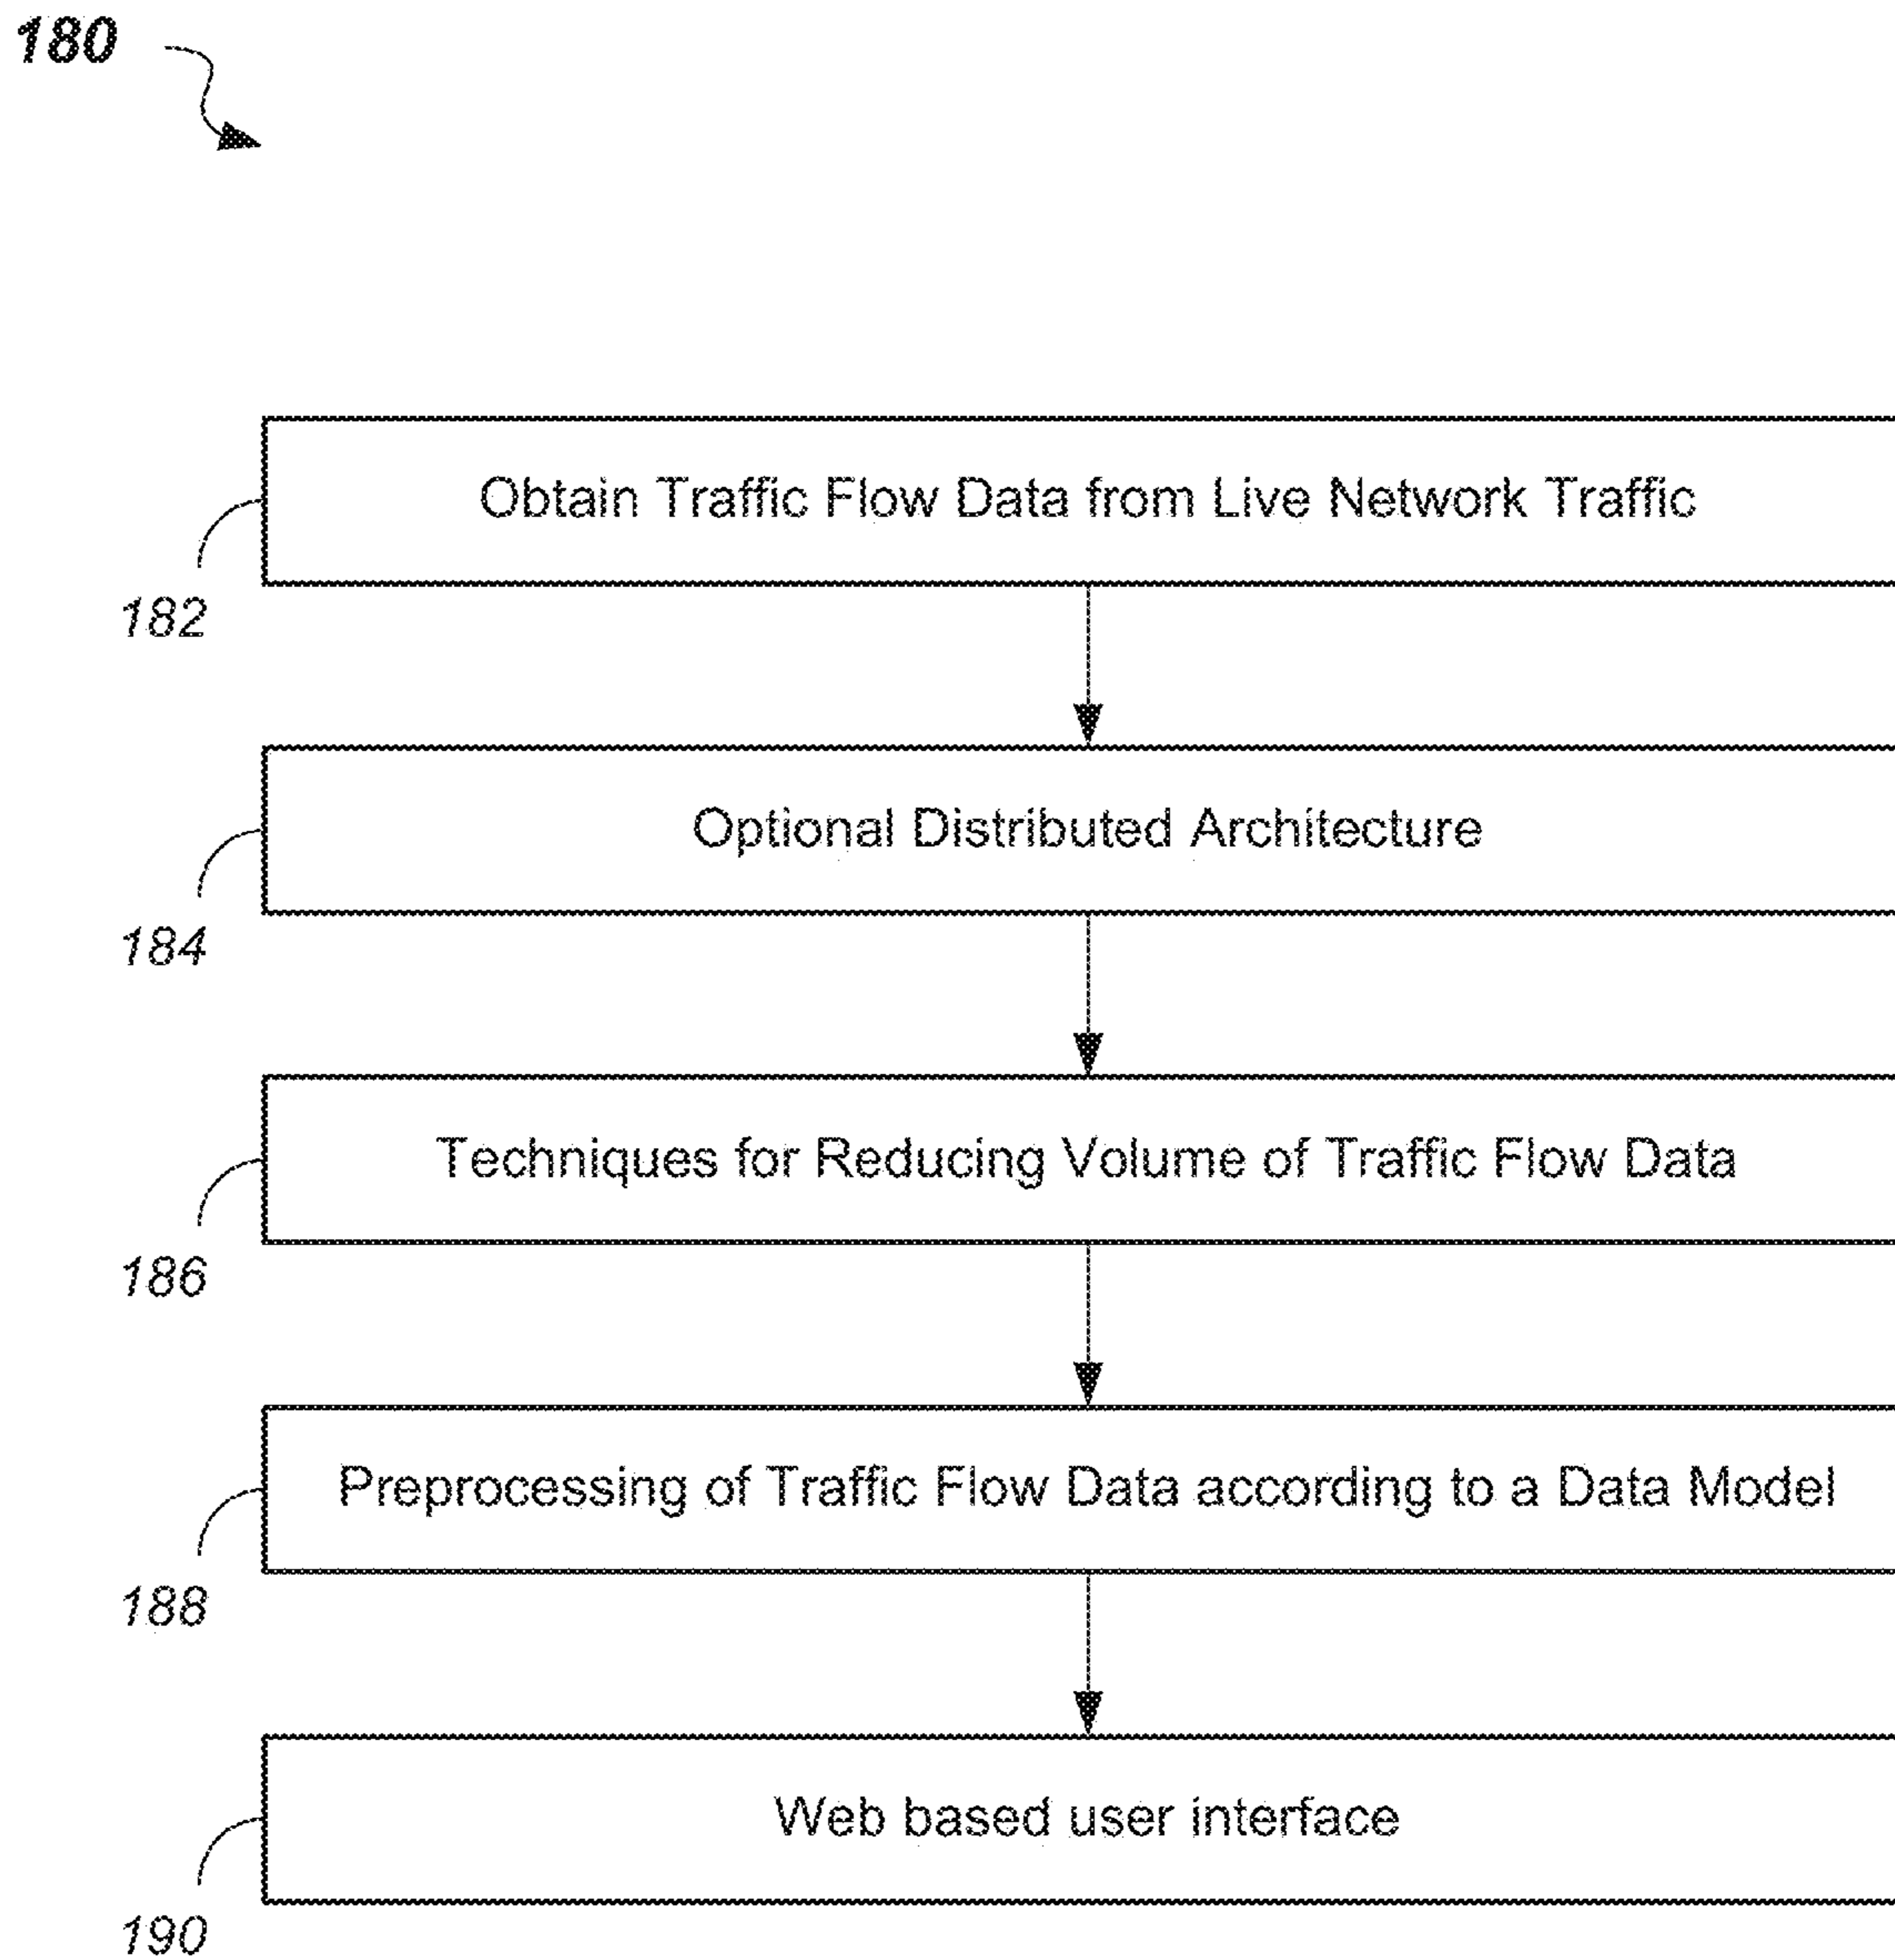 180
Obtain Traffic Flow Data from Live Network Traffic
182
Optional Distributed Architecture
184
Techniques for Reducing Volume of Traffic Flow Data
186
Preprocessing of Traffic Flow Data according to a Data Model
188
Web based user interface
190